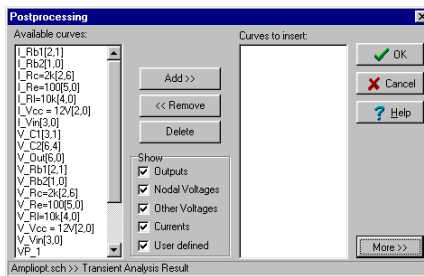 Postprocessing
Available curves:
I_Rb1[2,1]
I_Rb2[1,0]
I_Rc=2k[2,6]
I_Re=100[5,0]
I_Rl=10k[4,0]
I_Vcc = 12V[2,0]
I_Vin[3,0]
V_C1[3,1]
V_C2[6,4]
V_Out[6,0]
V_Rb1[2,1]
V_Rb2[1,0]
V_Rc=2k[2,6]
V_Re=100[5,0]
V_Rl=10k[4,0]
V_Vcc = 12V[2,0]
V_Vin[3,0]
VP_1
Add >>
<< Remove
Delete
Show
Outputs
Nodal Voltages
Other Voltages
Currents
User defined
Curves to insert:
OK
Cancel
Help
More >>
Ampliopt.sch >> Transient Analysis Result